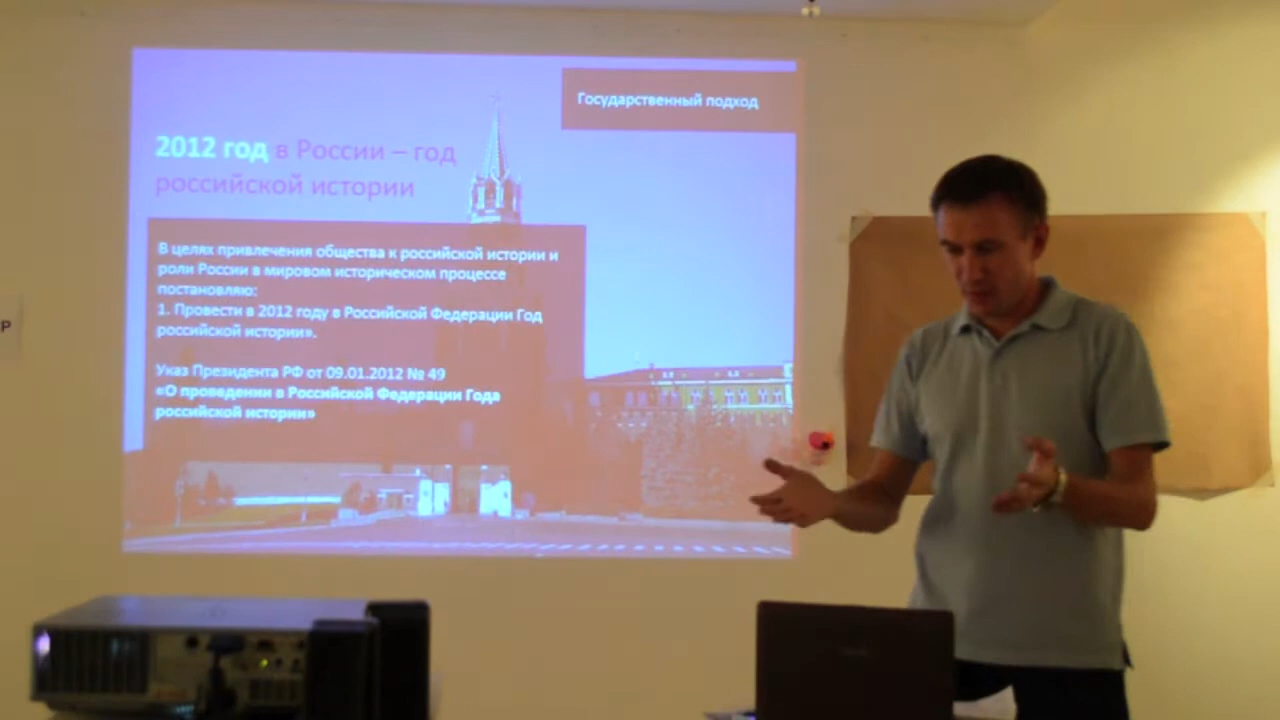 Государственный подход
2012 год в России – год
российской истории
В целях привлечения общества к российской истории и
роли России в мировом историческом процессе
постановляю:
1. Провести в 2012 году в Российской Федерации Год
российской истории».
Указ Президента РФ от 09.01.2012 № 49
«О проведении в Российской Федерации Года
российской истории»
Р